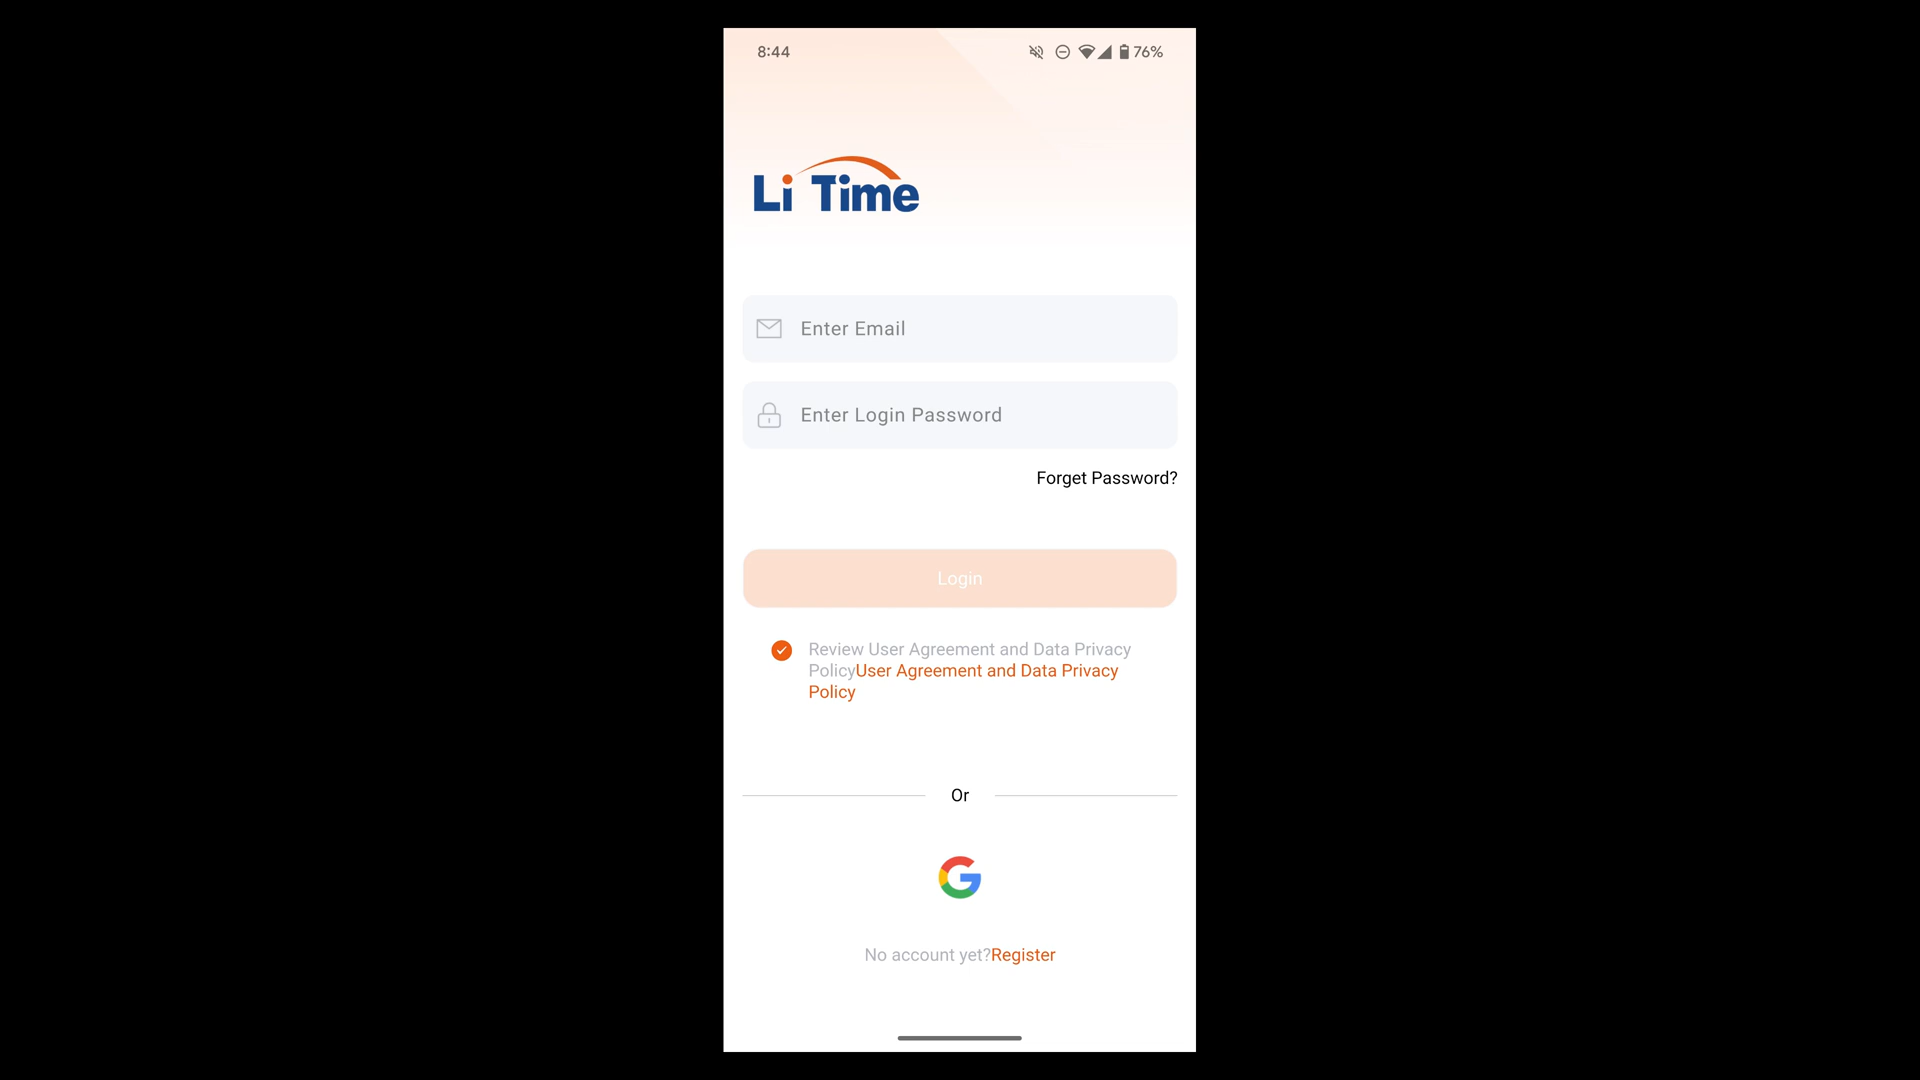 8:44
76%
Li Time
Enter Email
Enter Login Password
Forget Password?
Login
Review User Agreement and Data Privacy
PolicyUser Agreement and Data Privacy
Policy
Or
No account yet?Register